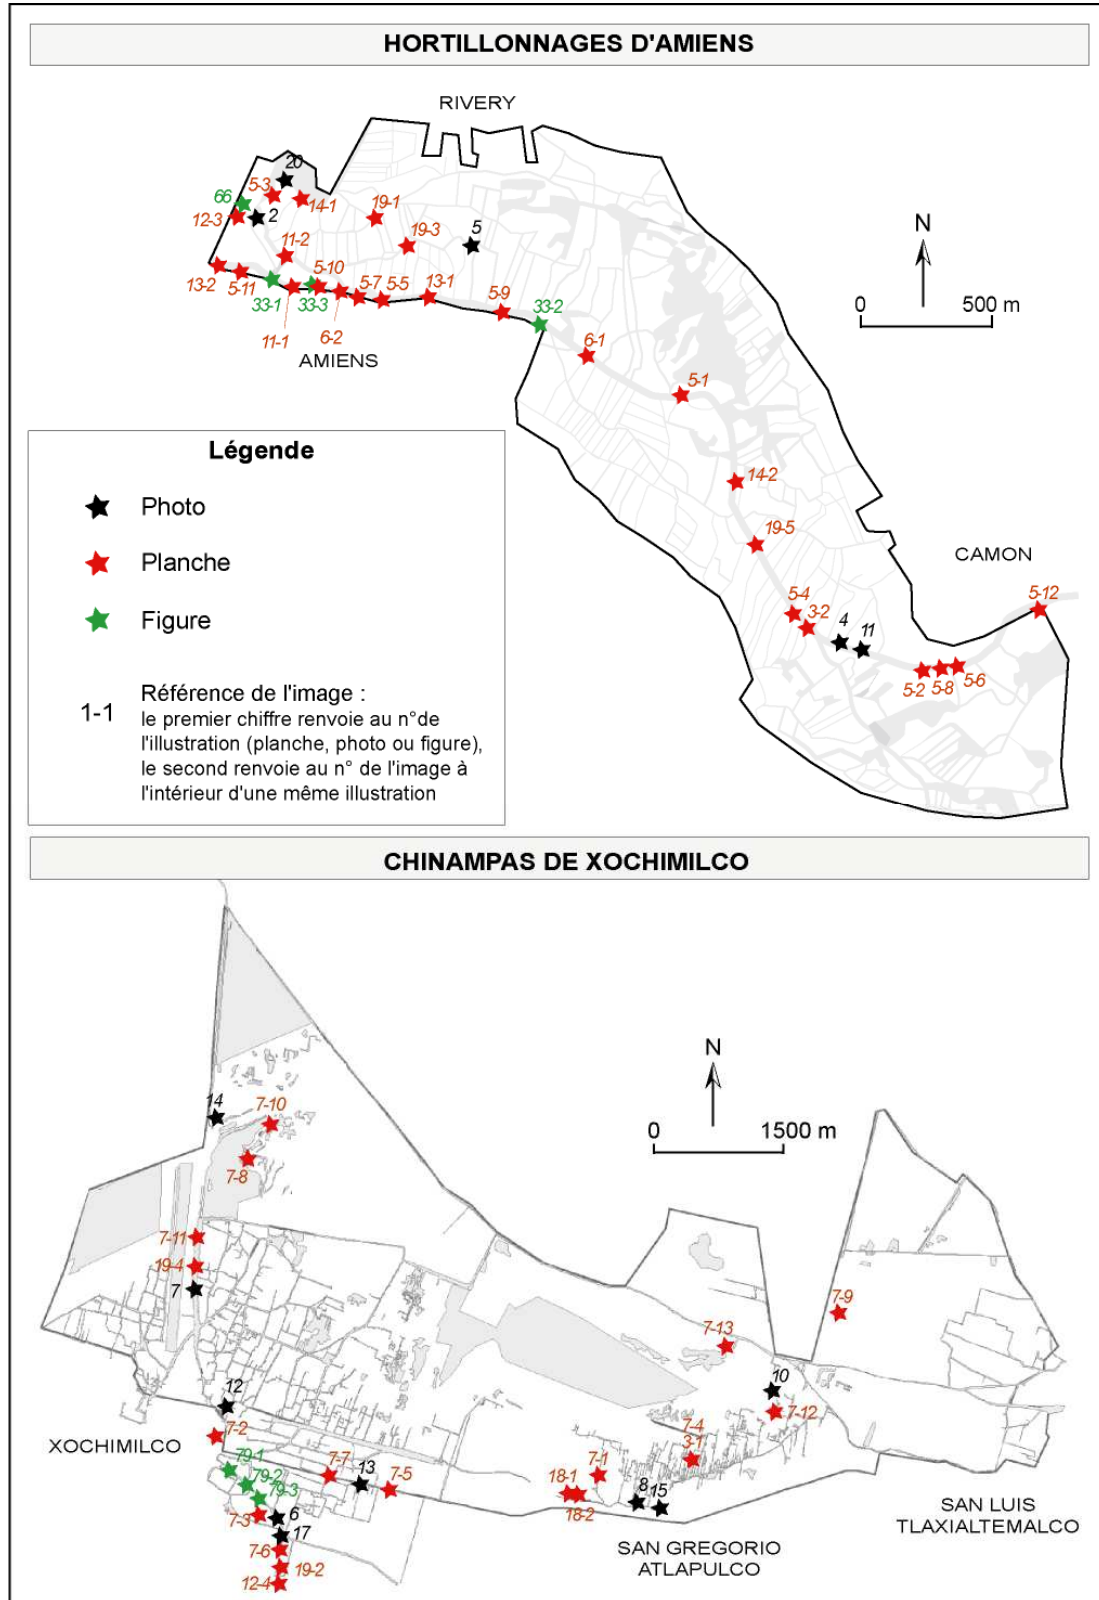 HORTILLONNAGES D'AMIENS
RIVERY
20
5-3
66
14-1
12-3
2
19-1
19-3
5
11-2
5-10
13-2
5-11
33-1
33-3
5-7
5-5
13-1
5-9
33-2
11-1
6-2
AMIENS
N
0 500 m
6-1
5-1
14-2
19-5
CAMON
5-12
5-4
3-2
4
11
5-2
5-8
5-6
Légende
Photo
Planche
Figure
1-1
Référence de l'image :
le premier chiffre renvoie au n°de
l'illustration (planche, photo ou figure),
le second renvoie au n° de l'image à
l'intérieur d'une même illustration
CHINAMPAS DE XOCHIMILCO
N
0 1500 m
14
7-10
7-8
7-11
19-4
7
7-9
7-13
10
7-12
12
7-2
XOCHIMILCO
79-1
79-2
79-3
7-7
13
7-5
7-4
3-1
7-1
18-1
18-2
8
15
7-3
6
17
7-6
19-2
12-4
SAN GREGORIO
ATLAPULCO
SAN LUIS
TLAXIALTEMALCO